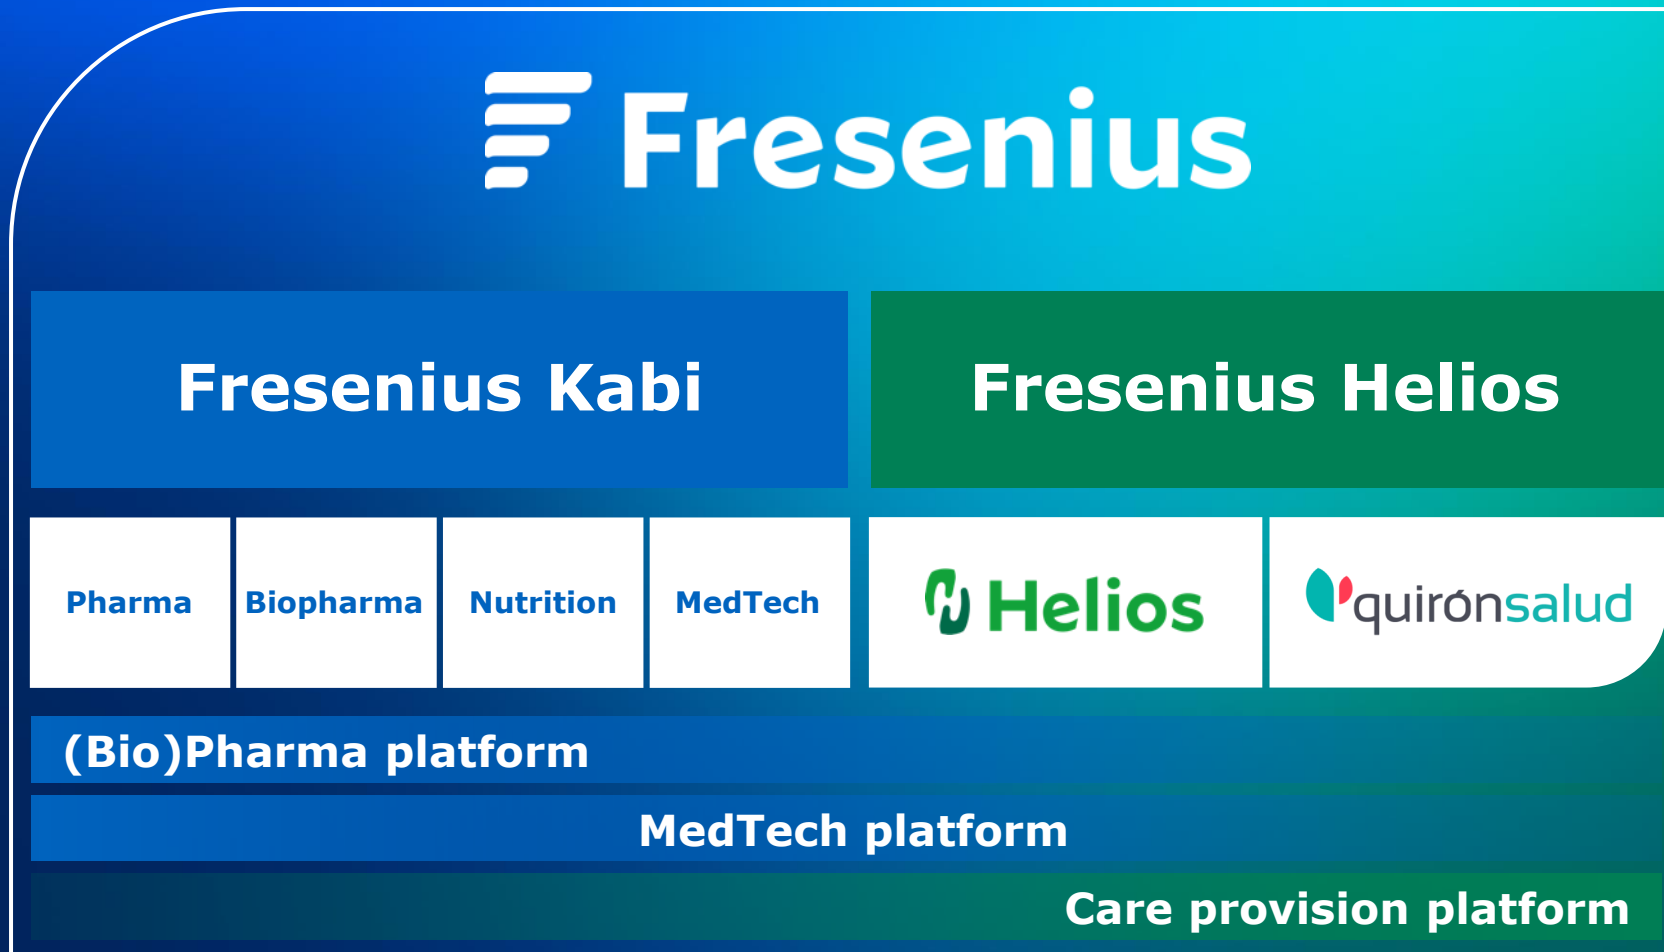 Fresenius
Fresenius Kabi
Fresenius Helios
Pharma
Biopharma
Nutrition
MedTech
Helios
quirónsalud
(Bio)Pharma platform
MedTech platform
Care provision platform